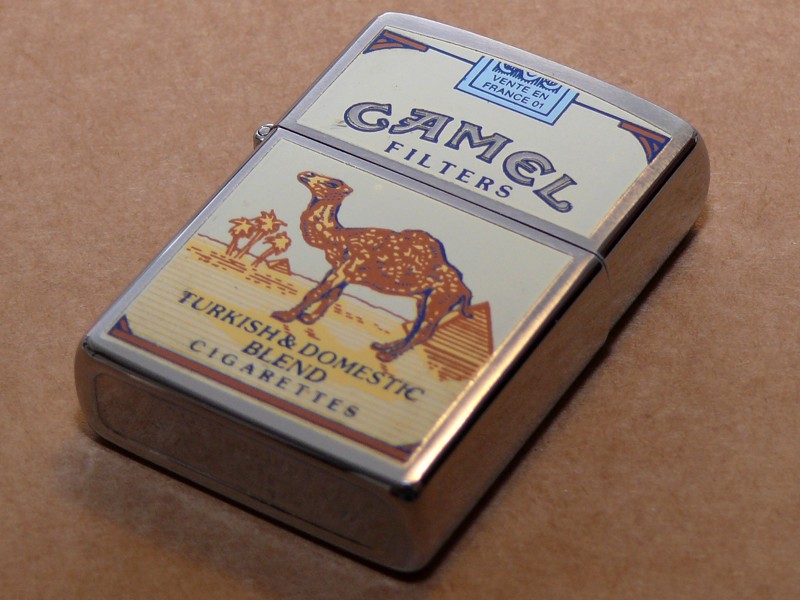 VENTE EN
FRANCE 01
CAMEL
FILTERS
TURKISH & DOMESTIC
BLEND
CIGARETTES